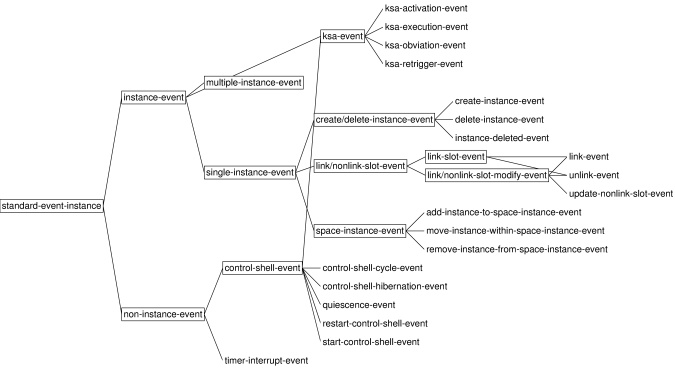 ksa-activation-event
ksa-execution-event
ksa-event
ksa-obviation-event
ksa-retrigger-event
multiple-instance-event
instance-event
create-instance-event
create/delete-instance-event
delete-instance-event
instance-deleted-event
link-slot-event
link-event
link/nonlink-slot-event
single-instance-event
link/nonlink-slot-modify-event
unlink-event
update-nonlink-slot-event
standard-event-instance
add-instance-to-space-instance-event
space-instance-event
move-instance-within-space-instance-event
remove-instance-from-space-instance-event
control-shell-event
control-shell-cycle-event
control-shell-hibernation-event
quiescence-event
non-instance-event
restart-control-shell-event
start-control-shell-event
timer-interrupt-event